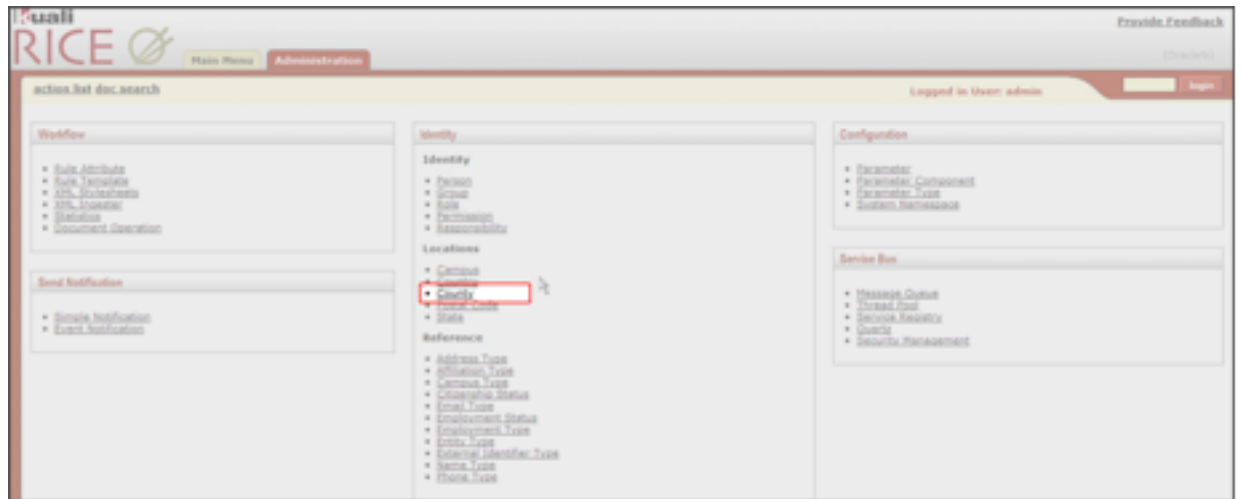 Kuali
RICE
Provide Feedback
Main Menu
Administration
action list doc search
Logged in User: admin
login
Workflow
Rule Attribute
Rule Template
XML Stylesheets
XML Ingester
Statistics
Document Operation
Send Notification
Simple Notification
Event Notification
Identity
Identity
Person
Group
Role
Permission
Responsibility
Locations
Campus
Country
County
Postal Code
State
Reference
Address Type
Affiliation Type
Campus Type
Citizenship Status
Email Type
Employment Status
Employment Type
Entity Type
External Identifier Type
Name Type
Phone Type
Configuration
Parameter
Parameter Component
Parameter Type
System Namespace
Service Bus
Message Queue
Thread Pool
Service Registry
Quartz
Security Management